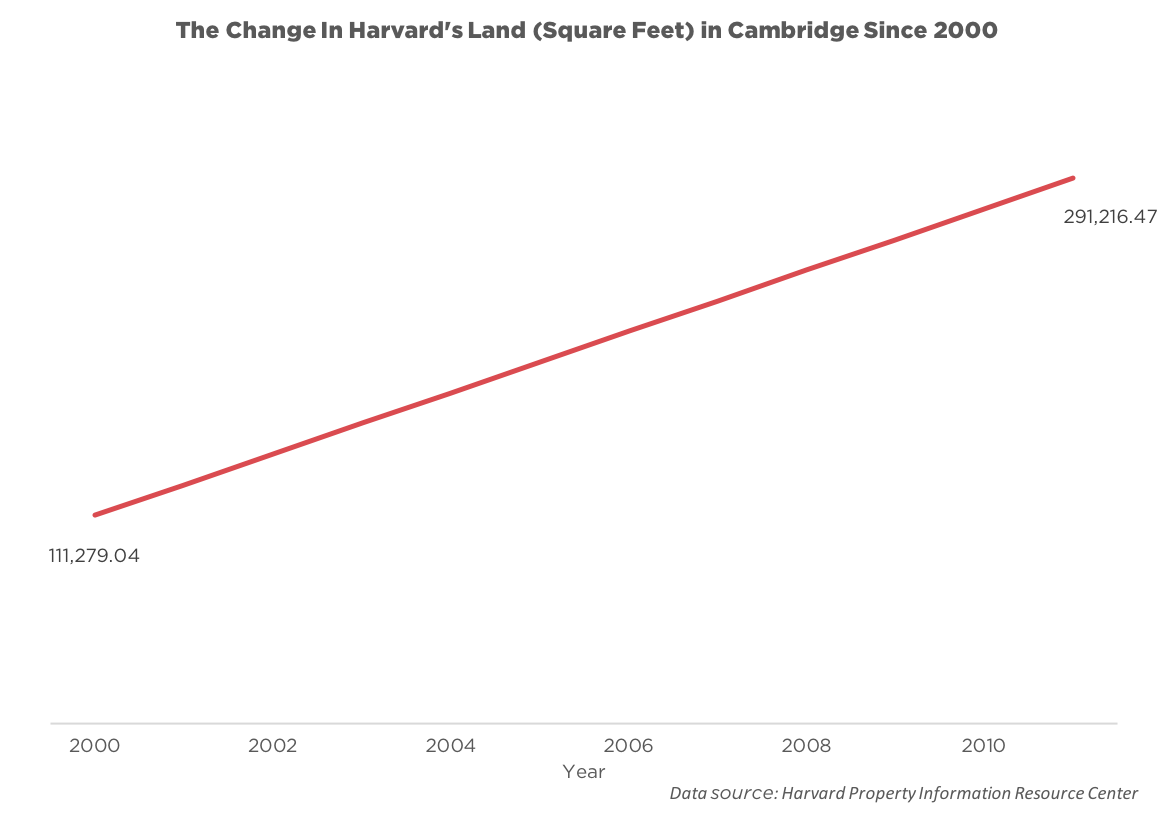 The Change In Harvard's Land (Square Feet) in Cambridge Since 2000
291,216.47
111,279.04
2000 2002 2004 2006 2008 2010
Year
Data source: Harvard Property Information Resource Center